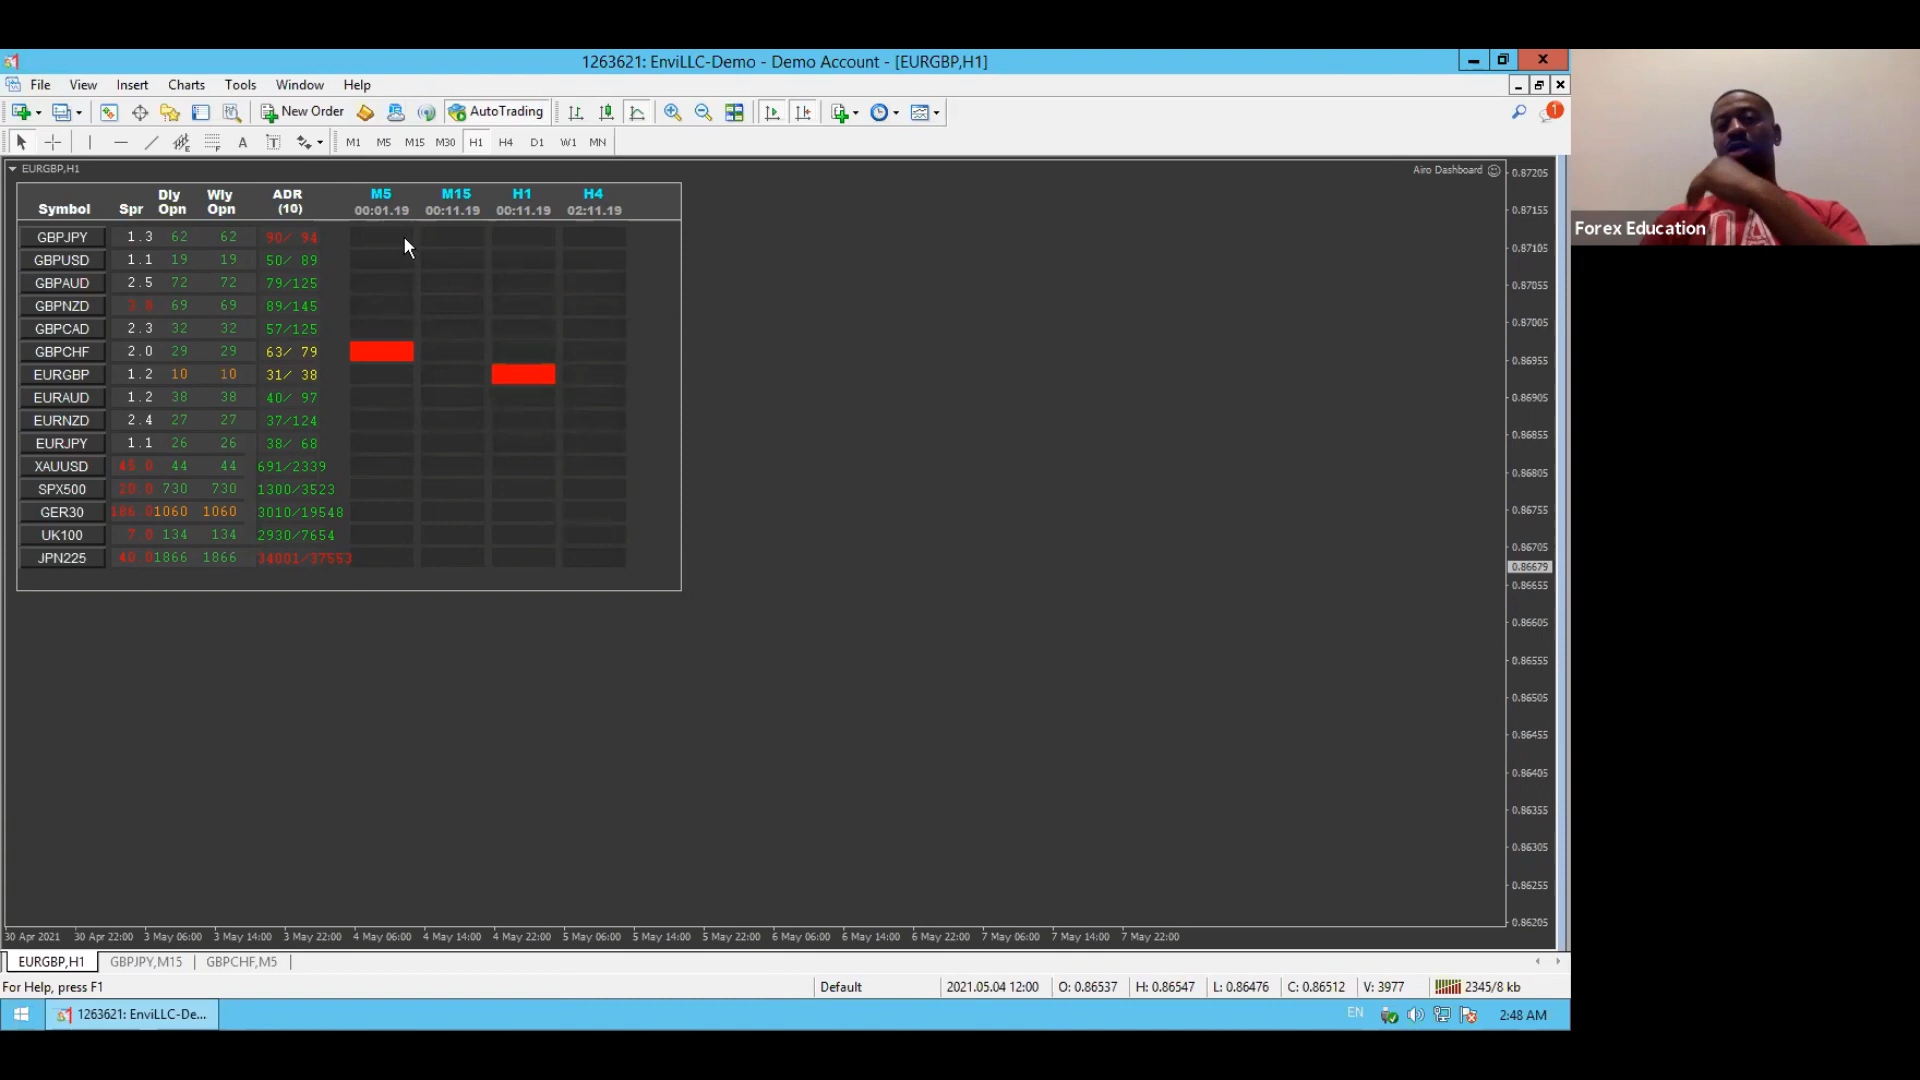 1263621: EnviLLC-Demo - Demo Account - [EURGBP,H1]
File View Insert Charts Tools Window Help
New Order AutoTrading 1
A T M1 M5 M15 M30 H1 H4 D1 W1 MN
EURGBP,H1
Airo Dashboard
Symbol Spr Dly Opn Wly Opn ADR (10) M5 00:01.19 M15 00:11.19 H1 00:11.19 H4 02:11.19
GBPJPY 1.3 62 62 90/ 94
GBPUSD 1.1 19 19 50/ 89
GBPAUD 2.5 72 72 79/125
GBPNZD 69 69 89/145
GBPCAD 2.3 32 32 57/125
GBPCHF 2.0 29 29 63/ 79
EURGBP 1.2 10 10 31/ 38
EURAUD 1.2 38 38 40/ 97
EURNZD 2.4 27 27 37/124
EURJPY 1.1 26 26 38/ 68
XAUUSD 45.0 44 44 691/2339
SPX500 20.0 730 730 1300/3523
GER30 186.0 1060 1060 3010/19548
UK100 7.0 134 134 2930/7654
JPN225 40.0 1866 1866 34001/37553
0.87205
0.87155
0.87105
0.87055
0.87005
0.86955
0.86905
0.86855
0.86805
0.86755
0.86705
0.86679
0.86655
0.86605
0.86555
0.86505
0.86455
0.86405
0.86355
0.86305
0.86255
0.86205
30 Apr 2021 30 Apr 22:00 3 May 06:00 3 May 14:00 3 May 22:00 4 May 06:00 4 May 14:00 4 May 22:00 5 May 06:00 5 May 14:00 5 May 22:00 6 May 06:00 6 May 14:00 6 May 22:00 7 May 06:00 7 May 14:00 7 May 22:00
EURGBP,H1 GBPJPY,M15 GBPCHF,M5
For Help, press F1 Default 2021.05.04 12:00 O: 0.86537 H: 0.86547 L: 0.86476 C: 0.86512 V: 3977 2345/8 kb
1263621: EnviLLC-De... EN 2:48 AM
Forex Education